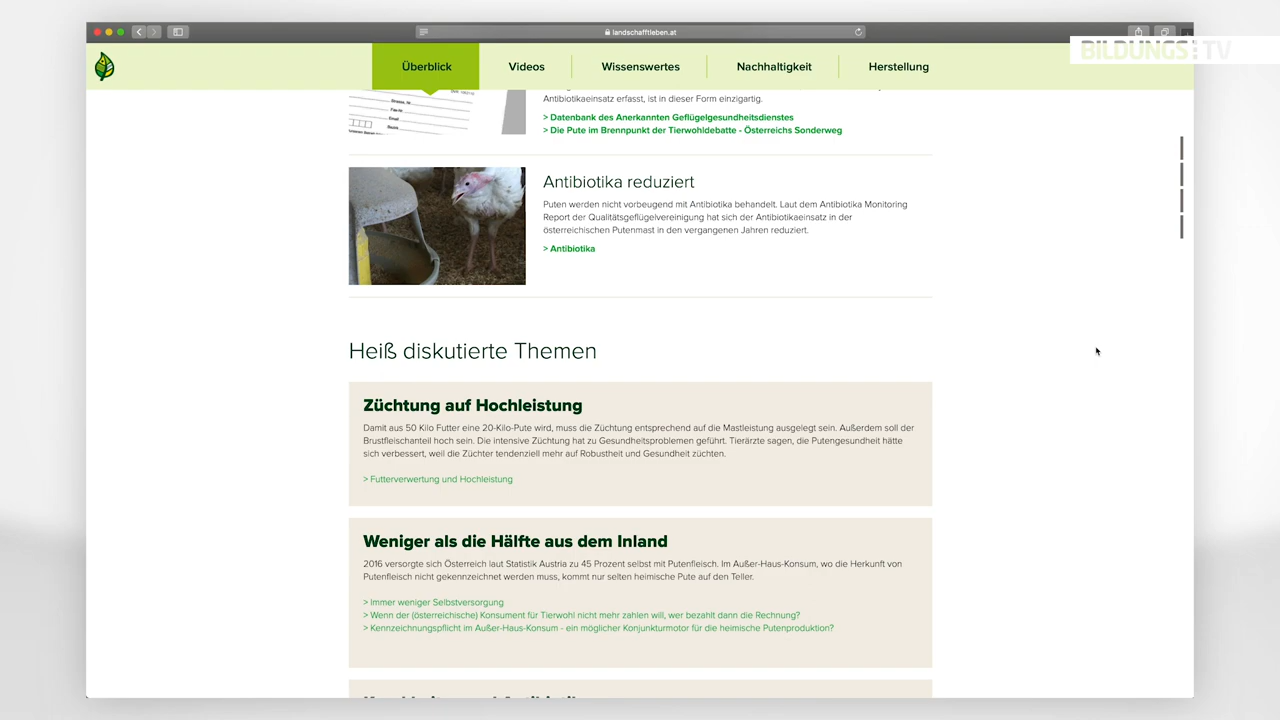 landschafftleben.at
BILDUNGS TV
Überblick
Videos
Wissenswertes
Nachhaltigkeit
Herstellung
Strasse, Nr
Fax-Nr
Email
Antibiotikaeinsatz erfasst, ist in dieser Form einzigartig.
> Datenbank des Anerkannten Geflügelgesundheitsdienstes
> Die Pute im Brennpunkt der Tierwohldebatte - Österreichs Sonderweg
Antibiotika reduziert
Puten werden nicht vorbeugend mit Antibiotika behandelt. Laut dem Antibiotika Monitoring
Report der Qualitätsgeflügelvereinigung hat sich der Antibiotikaeinsatz in der
österreichischen Putenmast in den vergangenen Jahren reduziert.
> Antibiotika
Heiß diskutierte Themen
Züchtung auf Hochleistung
Damit aus 50 Kilo Futter eine 20-Kilo-Pute wird, muss die Züchtung entsprechend auf die Mastleistung ausgelegt sein. Außerdem soll der
Brustfleischanteil hoch sein. Die intensive Züchtung hat zu Gesundheitsproblemen geführt. Tierärzte sagen, die Putengesundheit hätte
sich verbessert, weil die Züchter tendenziell mehr auf Robustheit und Gesundheit züchten.
> Futterverwertung und Hochleistung
Weniger als die Hälfte aus dem Inland
2016 versorgte sich Österreich laut Statistik Austria zu 45 Prozent selbst mit Putenfleisch. Im Außer-Haus-Konsum, wo die Herkunft von
Putenfleisch nicht gekennzeichnet werden muss, kommt nur selten heimische Pute auf den Teller.
> Immer weniger Selbstversorgung
> Wenn der (österreichische) Konsument für Tierwohl nicht mehr zahlen will, wer bezahlt dann die Rechnung?
> Kennzeichnungspflicht im Außer-Haus-Konsum - ein möglicher Konjunkturmotor für die heimische Putenproduktion?